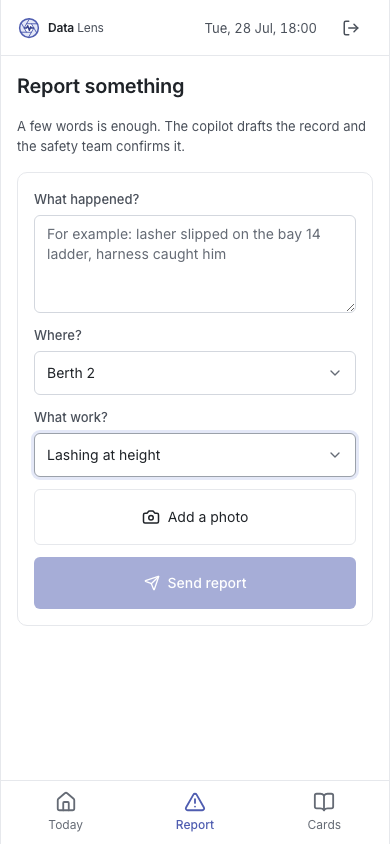 Data Lens
Tue, 28 Jul, 18:00
Report something
A few words is enough. The copilot drafts the record and
the safety team confirms it.
What happened?
For example: lasher slipped on the bay 14
ladder, harness caught him
Where?
Berth 2
What work?
Lashing at height
Add a photo
Send report
Today
Report
Cards